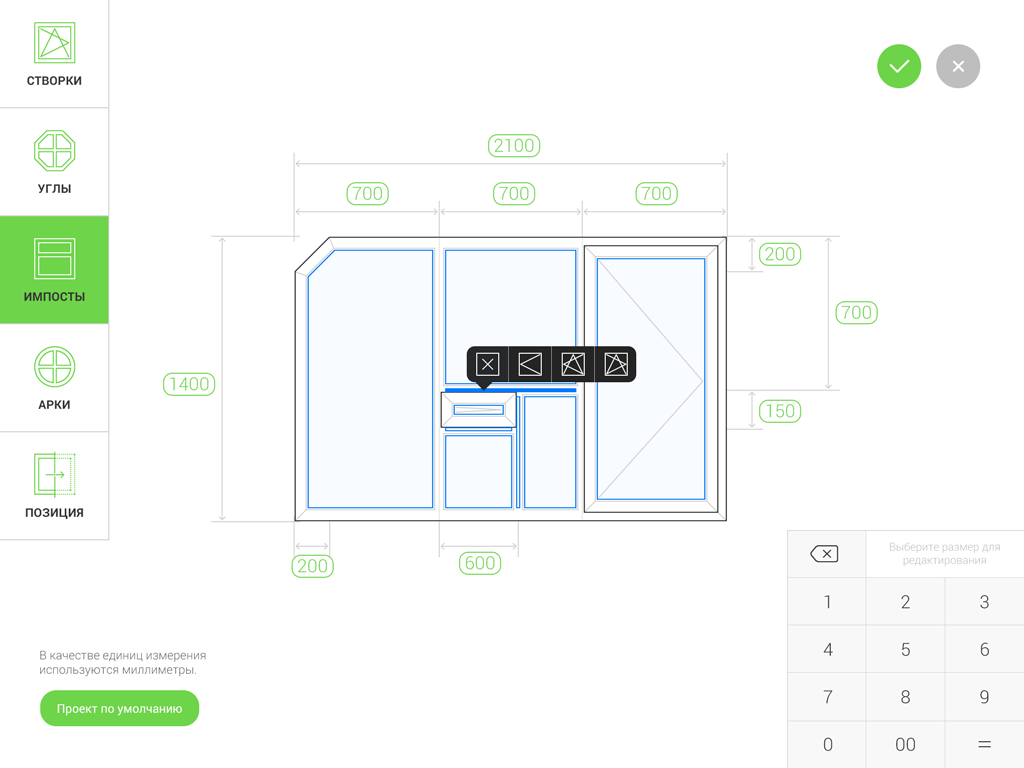 СТВОРКИ
УГЛЫ
ИМПОСТЫ
АРКИ
ПОЗИЦИЯ
2100
700
700
700
200
700
1400
150
200
600
В качестве единиц измерения
используются миллиметры.
Проект по умолчанию
Выберите размер для
редактирования
1 2 3
4 5 6
7 8 9
0 00 =